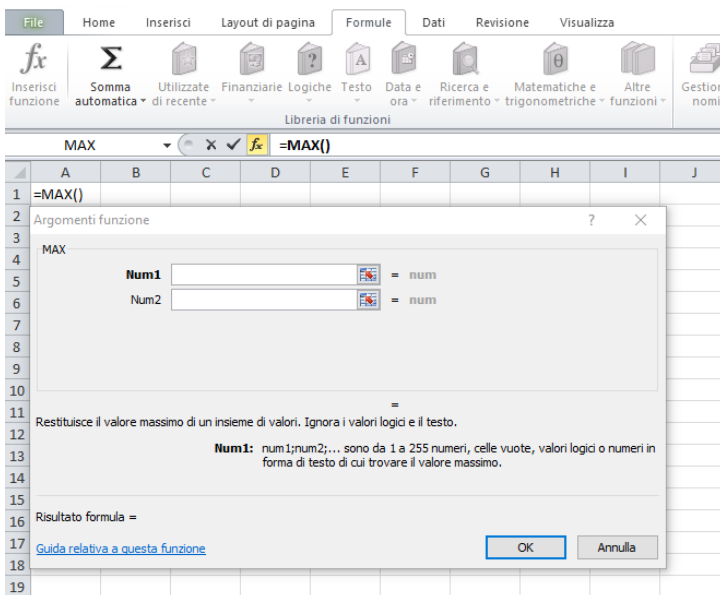 File Home Inserisci Layout di pagina Formule Dati Revisione Visualizza
fx Σ ? A θ
Inserisci funzione
Somma automatica
Utilizzate di recente
Finanziarie
Logiche
Testo
Data e ora
Ricerca e riferimento
Matematiche e trigonometriche
Altre funzioni
Gestion nomi
Libreria di funzioni
MAX fx =MAX()
A B C D E F G H I J
1 =MAX()
2
3
4
5
6
7
8
9
10
11
12
13
14
15
16
17
18
19
Argomenti funzione ?
MAX
Num1 = num
Num2 = num
=
Restituisce il valore massimo di un insieme di valori. Ignora i valori logici e il testo.
Num1: num1;num2;... sono da 1 a 255 numeri, celle vuote, valori logici o numeri in
forma di testo di cui trovare il valore massimo.
Risultato formula =
Guida relativa a questa funzione OK Annulla